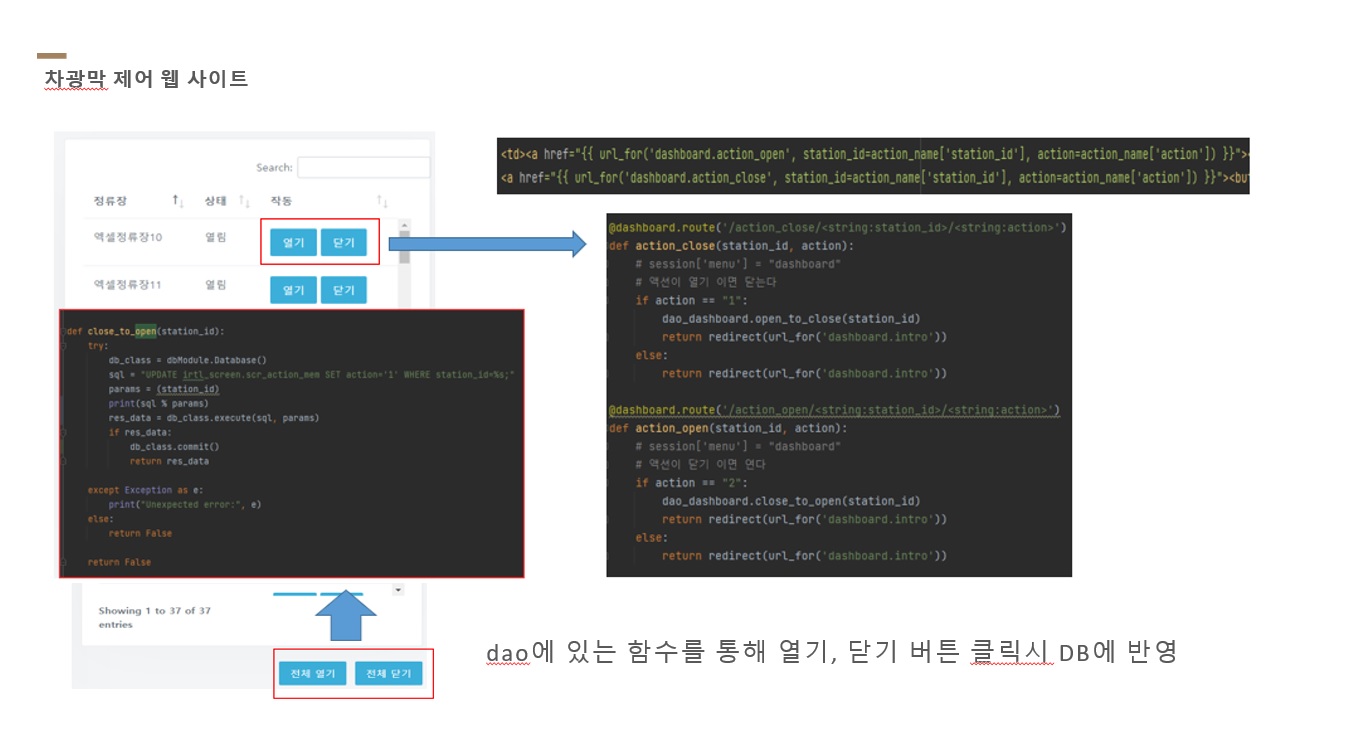 차광막 제어 웹 사이트
Search:
정류장 상태 작동
엑셀정류장10 열림 열기 닫기
엑셀정류장11 열림 열기 닫기
def close_to_open(station_id):
try:
db_class = dbModule.Database()
sql = "UPDATE irtl_screen.scr_action_mem SET action='1' WHERE station_id=%s;"
params = (station_id)
print(sql % params)
res_data = db_class.execute(sql, params)
if res_data:
db_class.commit()
return res_data
except Exception as e:
print("Unexpected error:", e)
else:
return False
return False
Showing 1 to 37 of 37
entries
전체 열기 전체 닫기
<td><a href="{{ url_for('dashboard.action_open', station_id=action_name['station_id'], action=action_name['action']) }}">
<a href="{{ url_for('dashboard.action_close', station_id=action_name['station_id'], action=action_name['action']) }}"><bu
@dashboard.route('/action_close/<string:station_id>/<string:action>')
def action_close(station_id, action):
# session['menu'] = "dashboard"
# 액션이 열기 이면 닫는다
if action == "1":
dao_dashboard.open_to_close(station_id)
return redirect(url_for('dashboard.intro'))
else:
return redirect(url_for('dashboard.intro'))
@dashboard.route('/action_open/<string:station_id>/<string:action>')
def action_open(station_id, action):
# session['menu'] = "dashboard"
# 액션이 닫기 이면 연다
if action == "2":
dao_dashboard.close_to_open(station_id)
return redirect(url_for('dashboard.intro'))
else:
return redirect(url_for('dashboard.intro'))
dao에 있는 함수를 통해 열기, 닫기 버튼 클릭시 DB에 반영